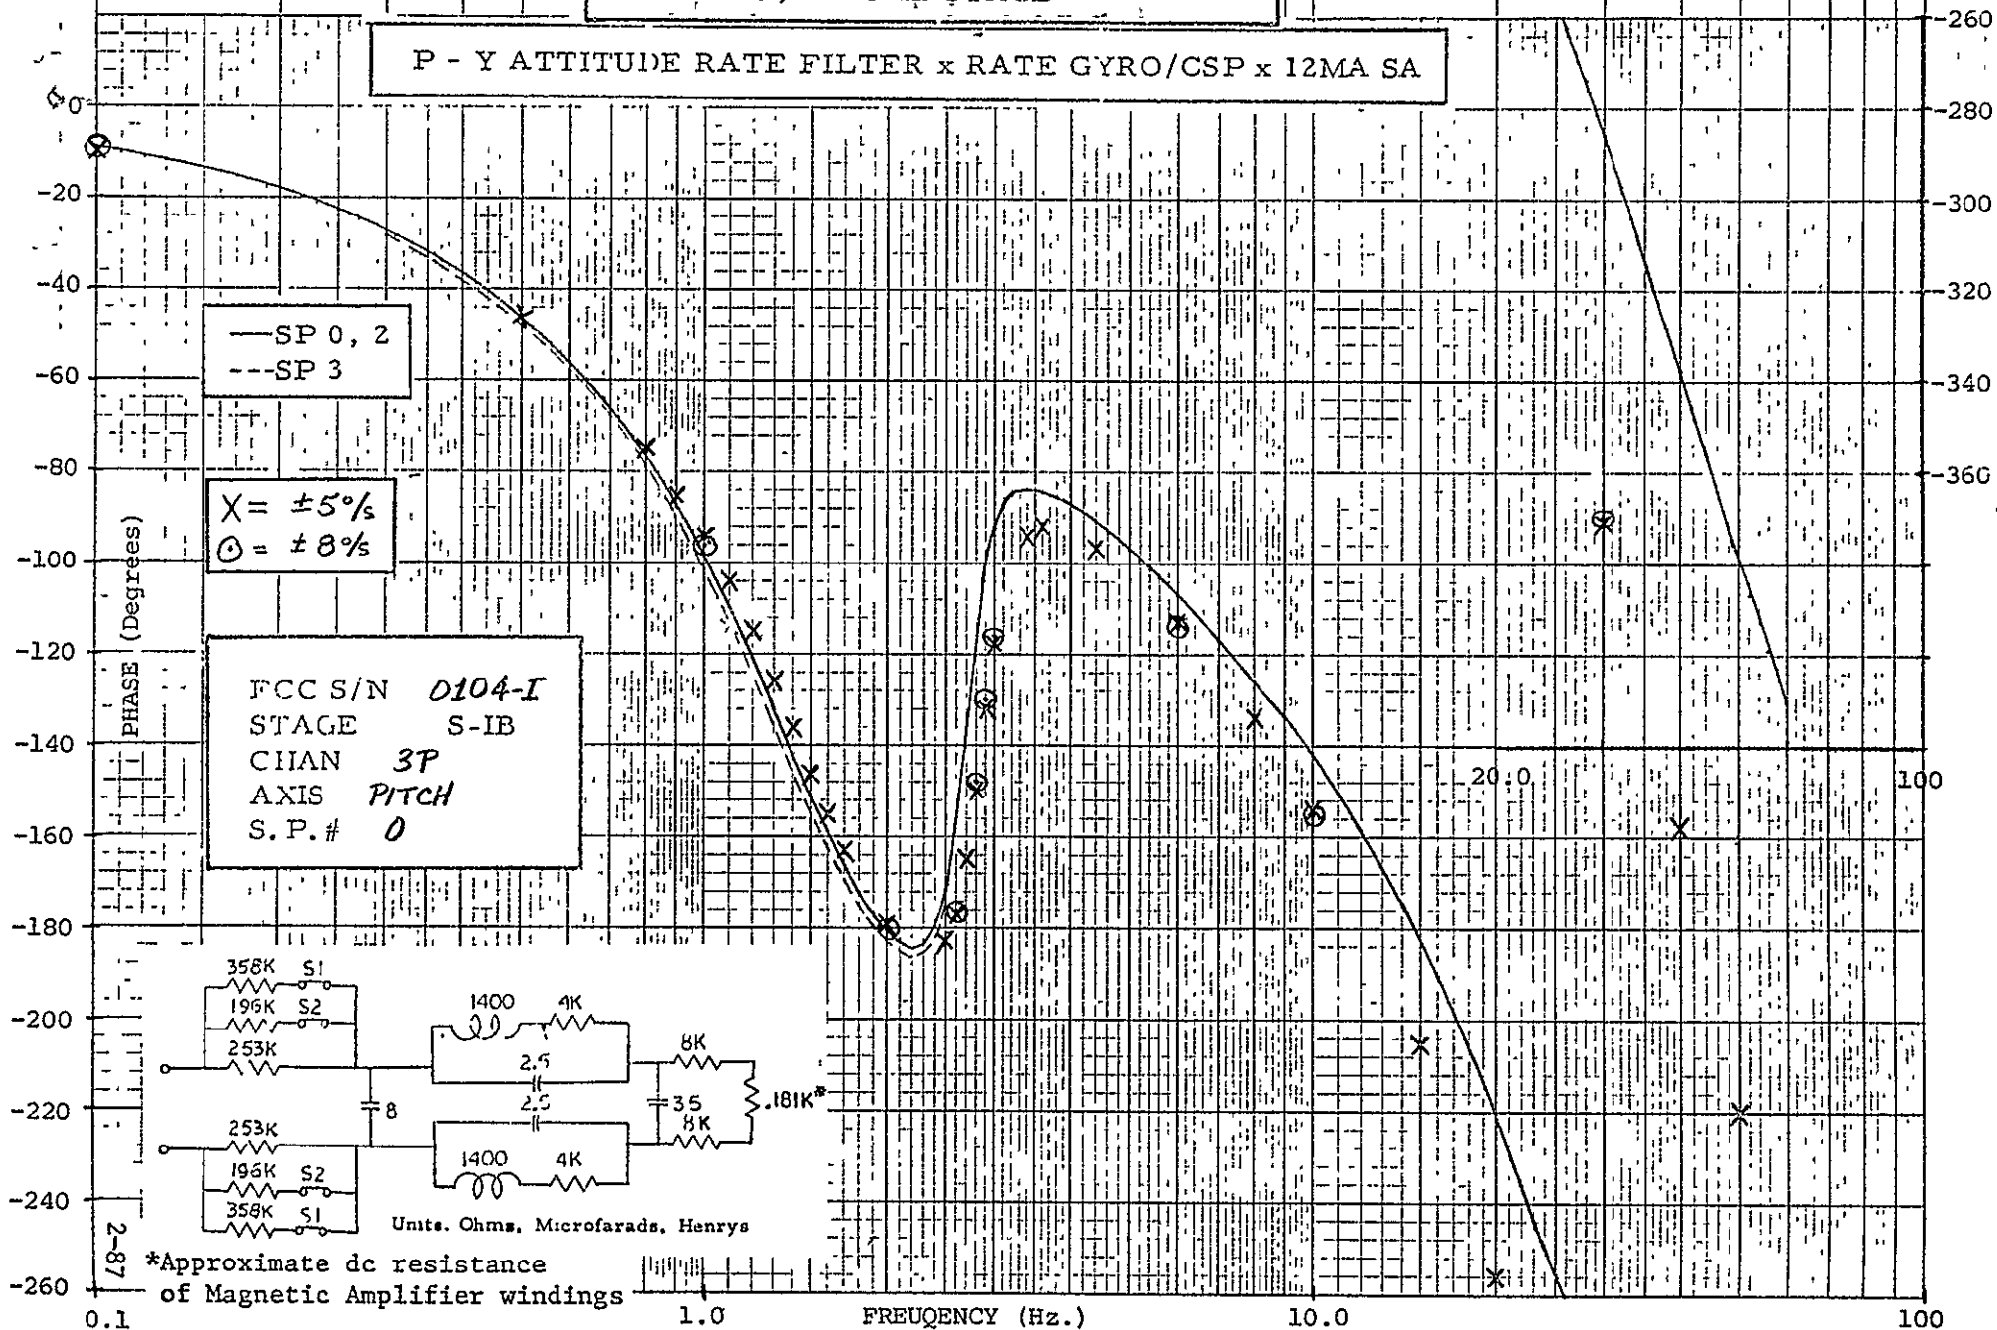 P - Y ATTITUDE RATE FILTER x RATE GYRO/CSP x 12MA SA
0
-20
-40
-60
-80
-100
-120
-140
-160
-180
-200
-220
-240
-260
PHASE (Degrees)
-260
-280
-300
-320
-340
-360
—SP 0, 2
---SP 3
X = ±5°/s
⊙ = ±8°/s
FCC S/N 0104-I
STAGE S-IB
CHAN 3P
AXIS PITCH
S. P. # 0
20.0
100
358K S1
196K S2
253K
1400 4K
2.5
8K
8
2.5
3.5
.181K*
8K
253K
196K S2
358K S1
1400 4K
Units. Ohms, Microfarads, Henrys
*Approximate dc resistance
of Magnetic Amplifier windings
2-87
0.1
1.0
FREUQENCY (Hz.)
10.0
100